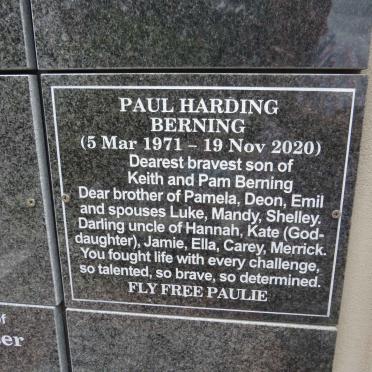 PAUL HARDING
BERNING
(5 Mar 1971 – 19 Nov 2020)
Dearest bravest son of
Keith and Pam Berning
Dear brother of Pamela, Deon, Emil
and spouses Luke, Mandy, Shelley.
Darling uncle of Hannah, Kate (God-
daughter), Jamie, Ella, Carey, Merrick.
You fought life with every challenge,
so talented, so brave, so determined.
FLY FREE PAULIE